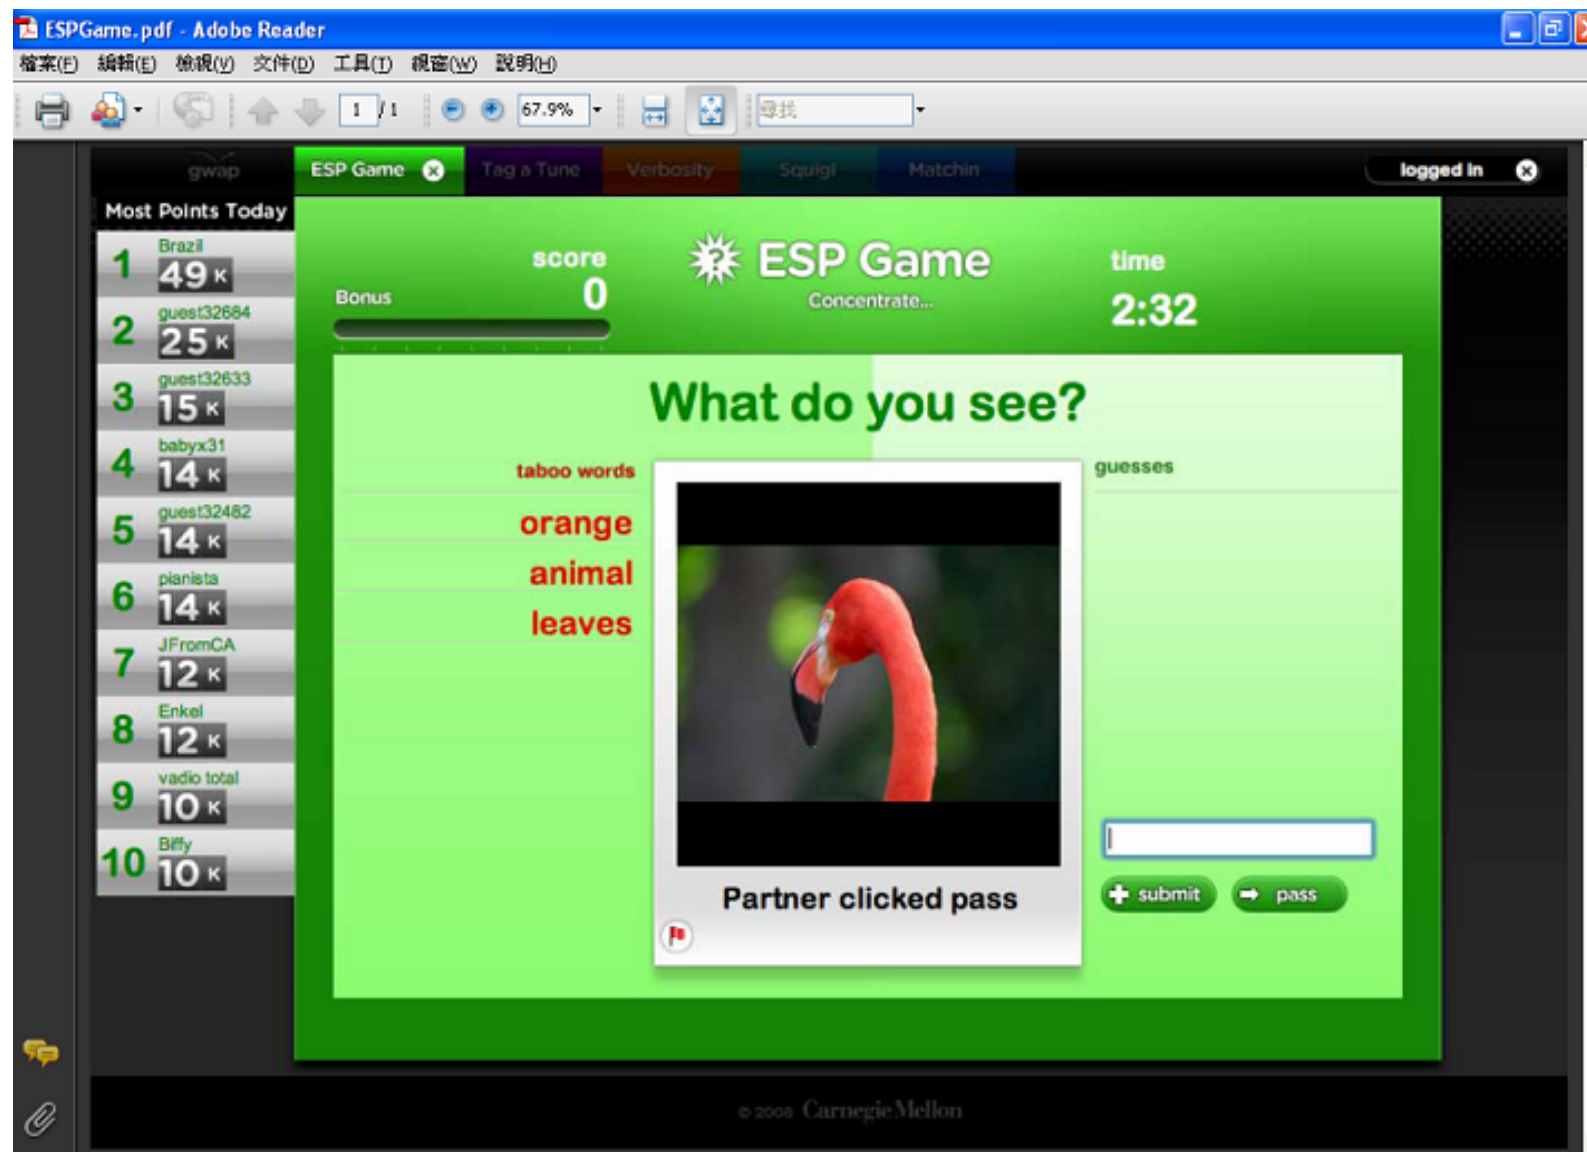 ESPGame.pdf - Adobe Reader
檔案(F) 編輯(E) 檢視(V) 文件(D) 工具(T) 視窗(W) 說明(H)
1 / 1 67.9% 尋找
gwap ESP Game Tag a Tune Verbosity Squigl Matchin logged in
Most Points Today
1 Brazil
49 K
2 guest32684
25 K
3 guest32633
15 K
4 babyx31
14 K
5 guest32482
14 K
6 pianista
14 K
7 JFromCA
12 K
8 Enkel
12 K
9 vadio total
10 K
10 Biffy
10 K
Bonus
score
0
ESP Game
Concentrate...
time
2:32
What do you see?
taboo words
orange
animal
leaves
Partner clicked pass
guesses
submit pass
© 2008 Carnegie Mellon